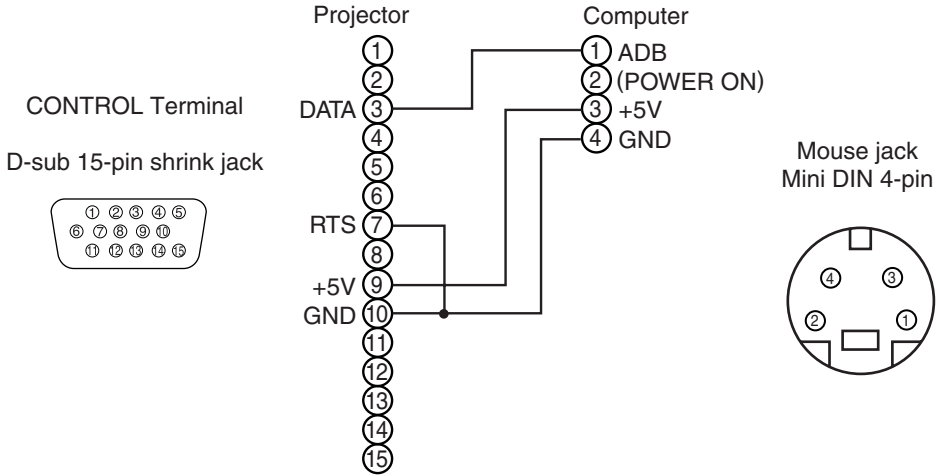 Projector
Computer
CONTROL Terminal
D-sub 15-pin shrink jack
1 2 3 4 5
6 7 8 9 10
11 12 13 14 15
1
2
DATA 3
4
5
6
RTS 7
8
+5V 9
GND 10
11
12
13
14
15
1 ADB
2 (POWER ON)
3 +5V
4 GND
Mouse jack
Mini DIN 4-pin
4 3
2 1